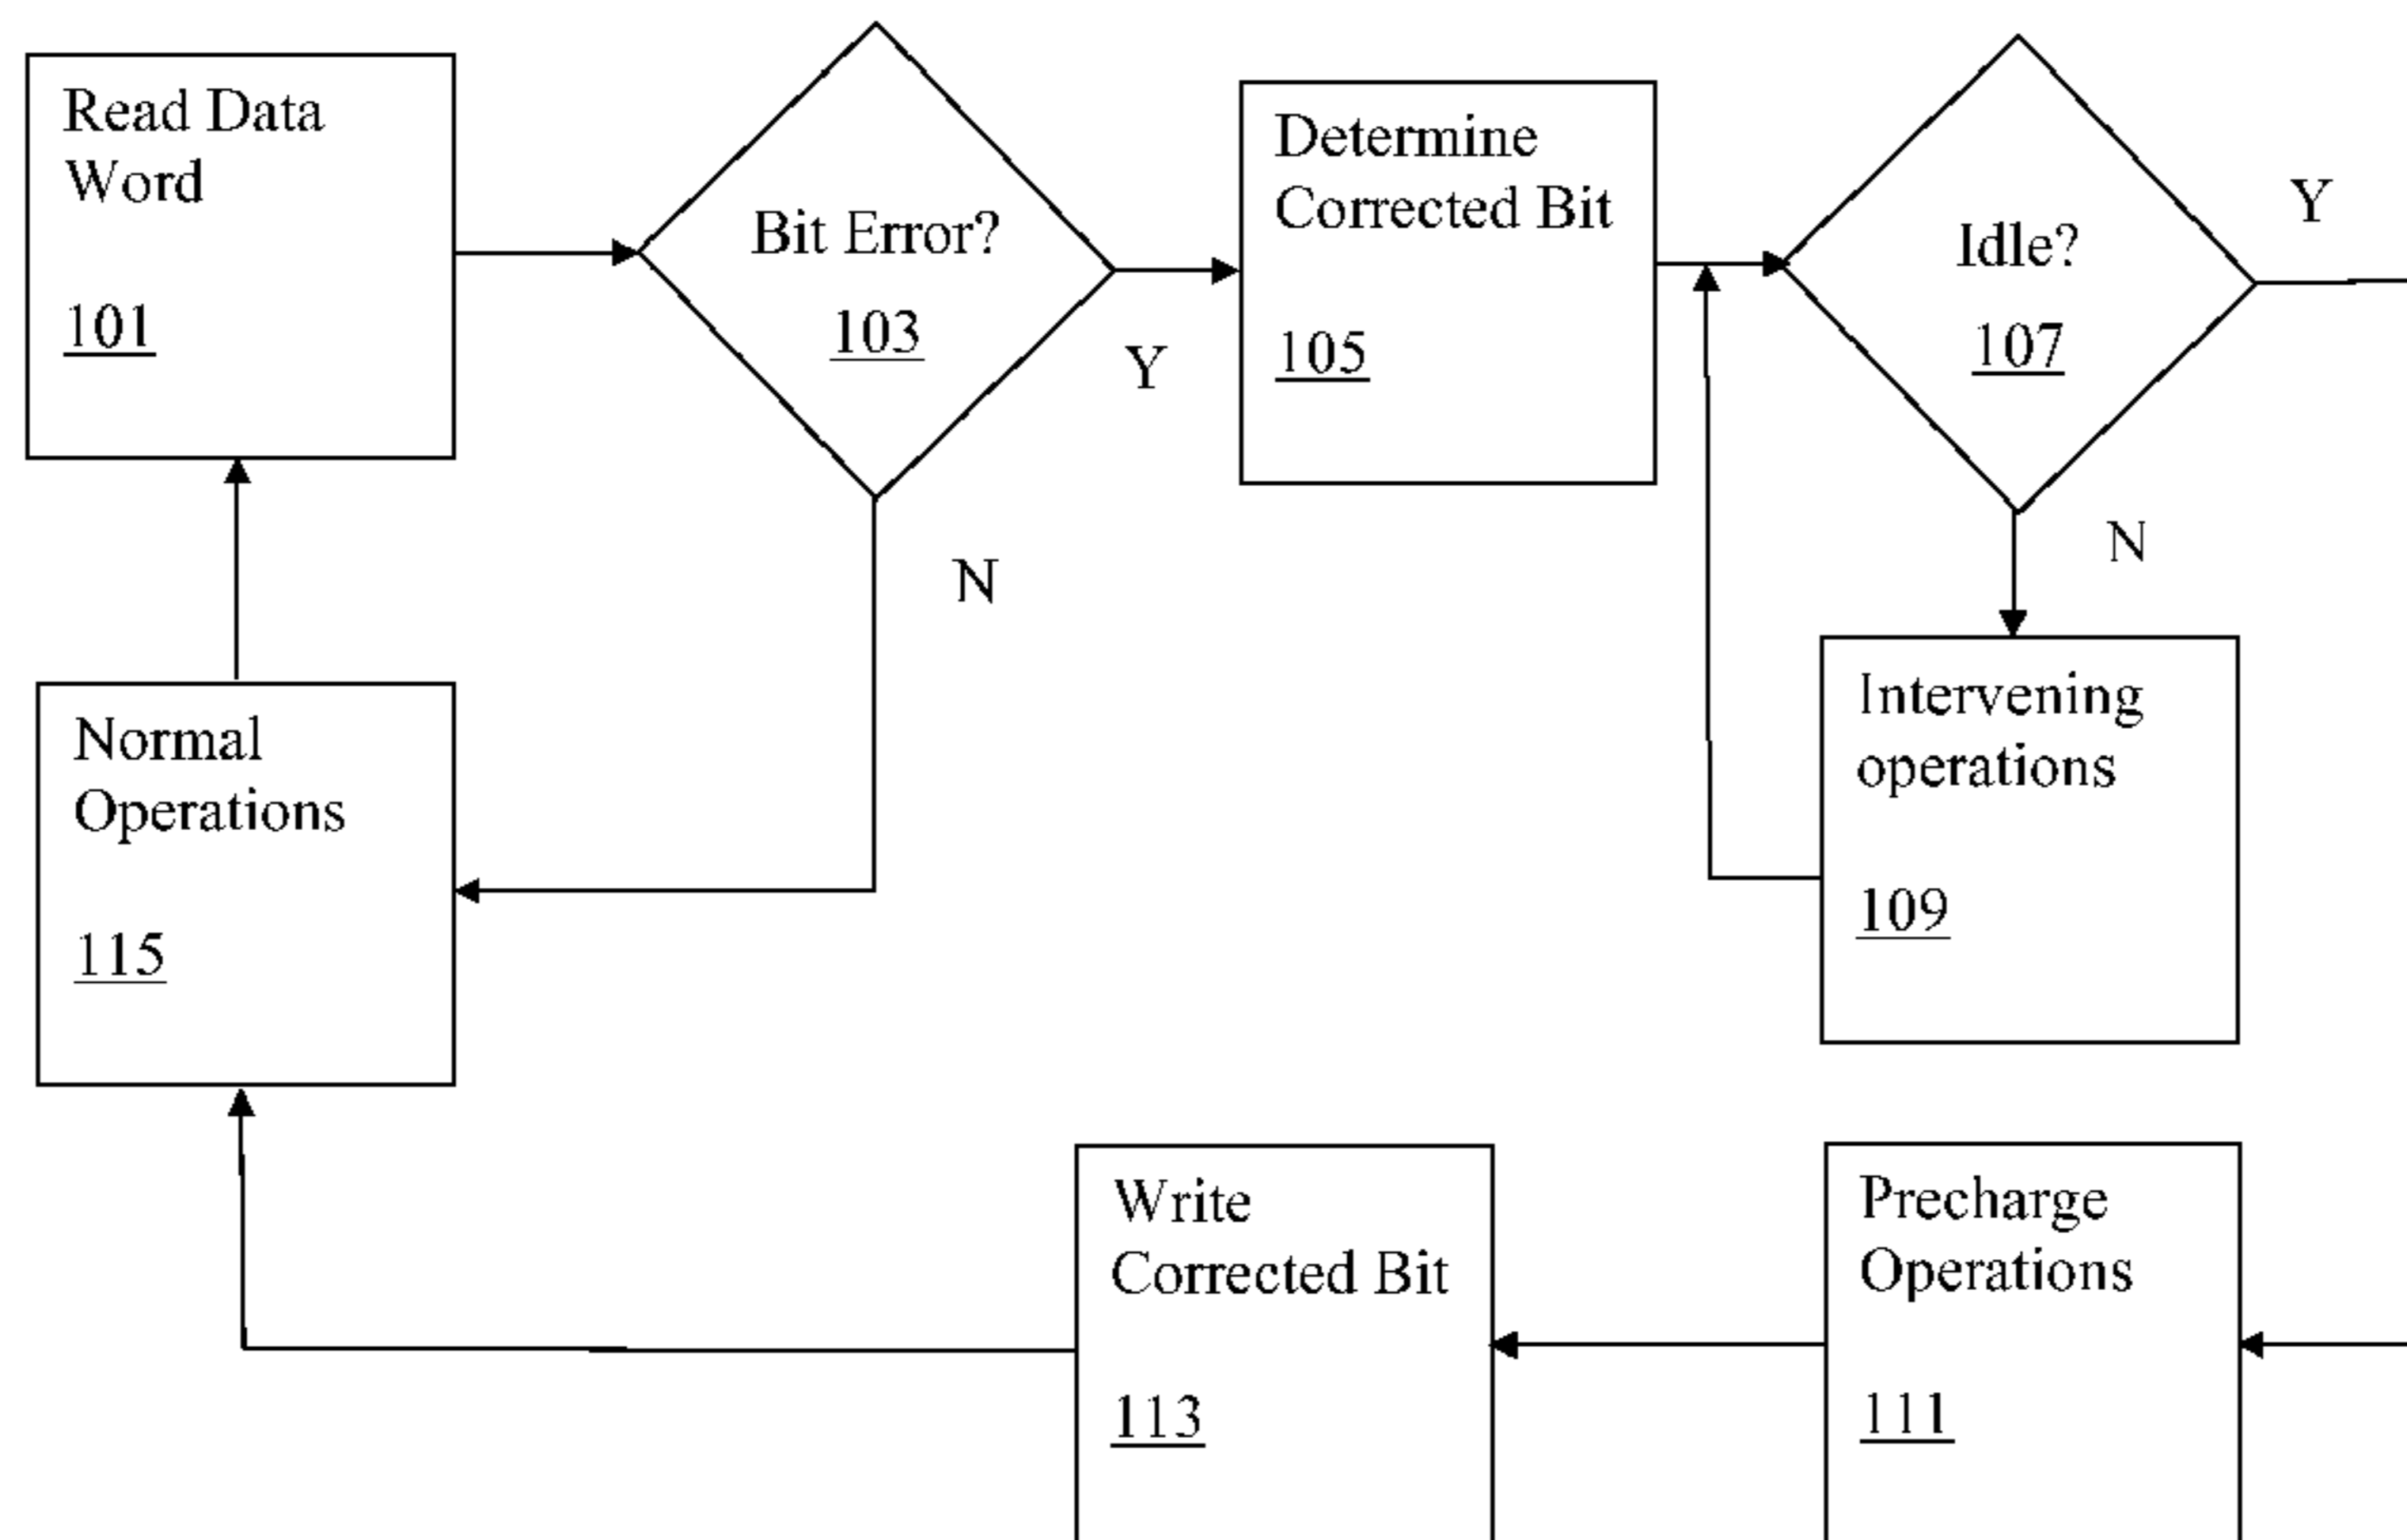 Read Data
Word
101
Bit Error?
103
Y
N
Determine
Corrected Bit
105
Idle?
107
Y
N
Intervening
operations
109
Normal
Operations
115
Write
Corrected Bit
113
Precharge
Operations
111